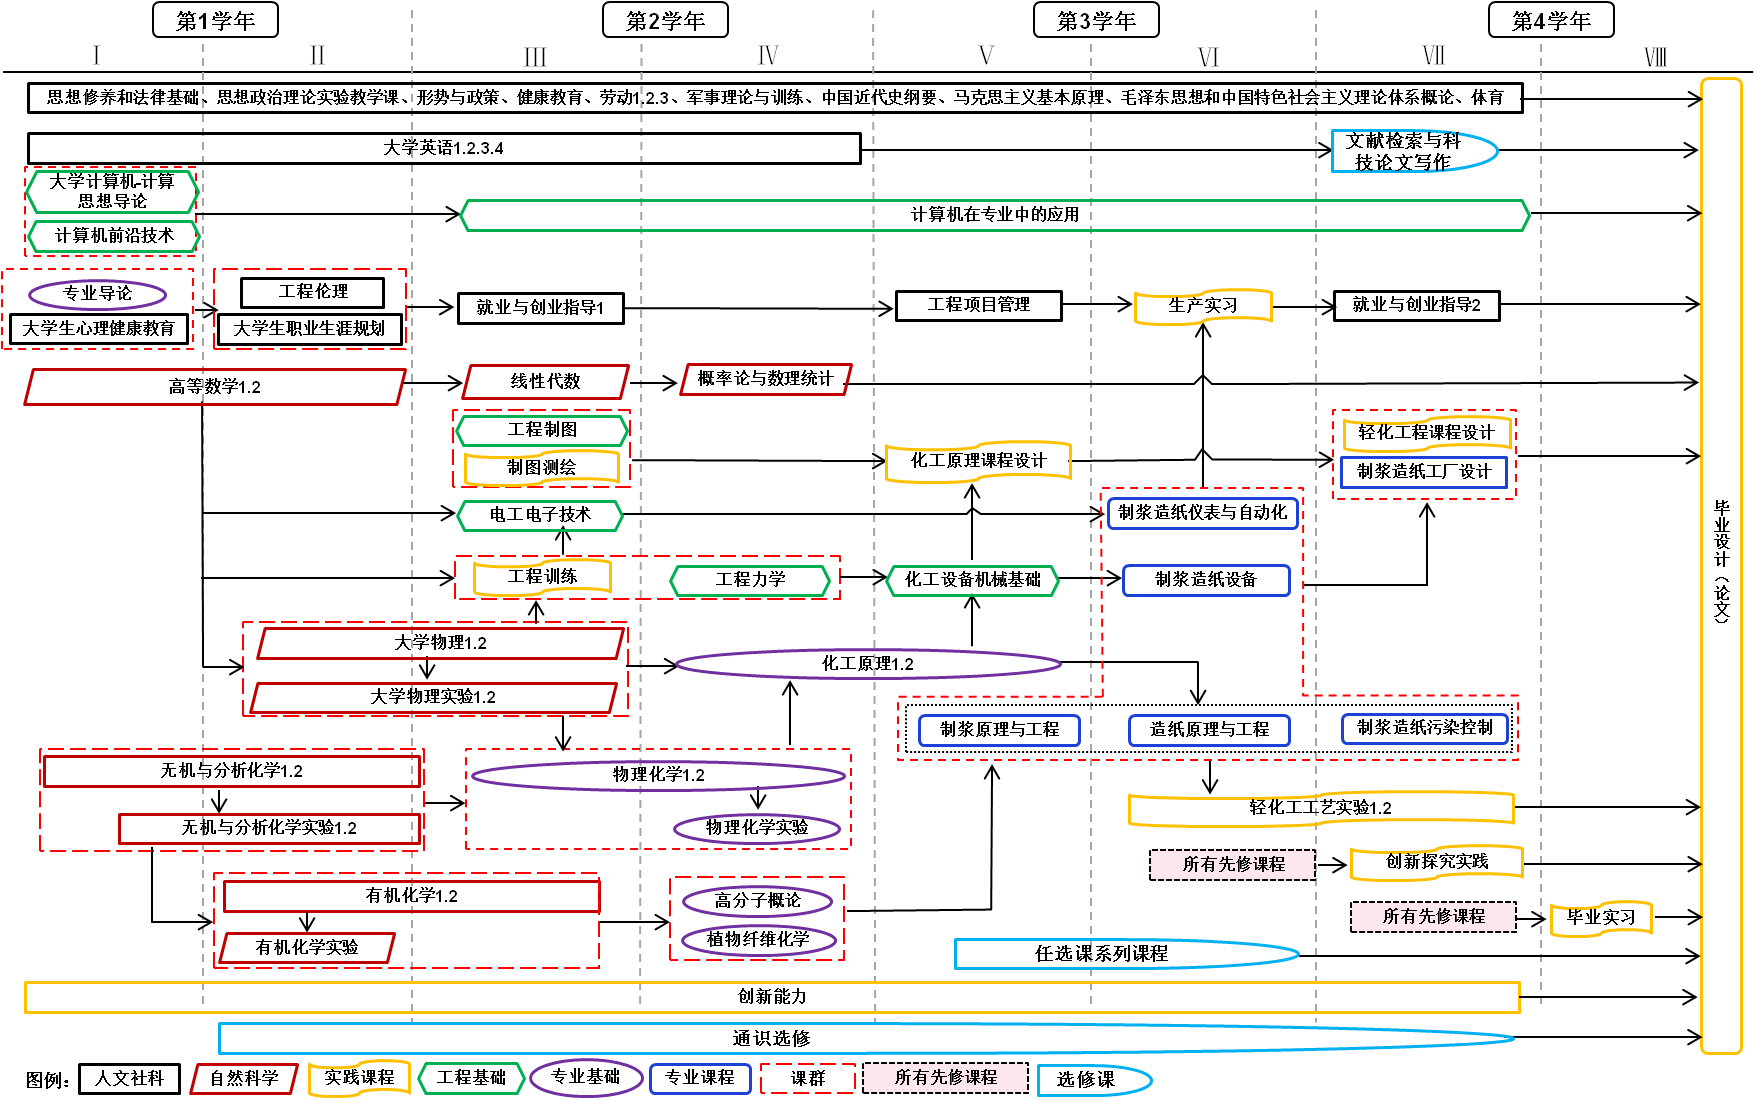 第1学年
第2学年
第3学年
第4学年
I
II
III
IV
V
VI
VII
VIII
思想修养和法律基础、思想政治理论实验教学课、形势与政策、健康教育、劳动1.2.3、军事理论与训练、中国近代史纲要、马克思主义基本原理、毛泽东思想和中国特色社会主义理论体系概论、体育
大学英语1.2.3.4
文献检索与科
技论文写作
大学计算机-计算
思想导论
计算机前沿技术
计算机在专业中的应用
专业导论
大学生心理健康教育
工程伦理
大学生职业生涯规划
就业与创业指导1
工程项目管理
生产实习
就业与创业指导2
高等数学1.2
线性代数
概率论与数理统计
工程制图
制图测绘
化工原理课程设计
轻化工程课程设计
制浆造纸工厂设计
电工电子技术
制浆造纸仪表与自动化
工程训练
工程力学
化工设备机械基础
制浆造纸设备
大学物理1.2
大学物理实验1.2
化工原理1.2
制浆原理与工程
造纸原理与工程
制浆造纸污染控制
无机与分析化学1.2
无机与分析化学实验1.2
物理化学1.2
物理化学实验
轻化工工艺实验1.2
所有先修课程
创新探究实践
有机化学1.2
有机化学实验
高分子概论
植物纤维化学
所有先修课程
毕业实习
任选课系列课程
创新能力
通识选修
毕业设计（论文）
图例：
人文社科
自然科学
实践课程
工程基础
专业基础
专业课程
课群
所有先修课程
选修课